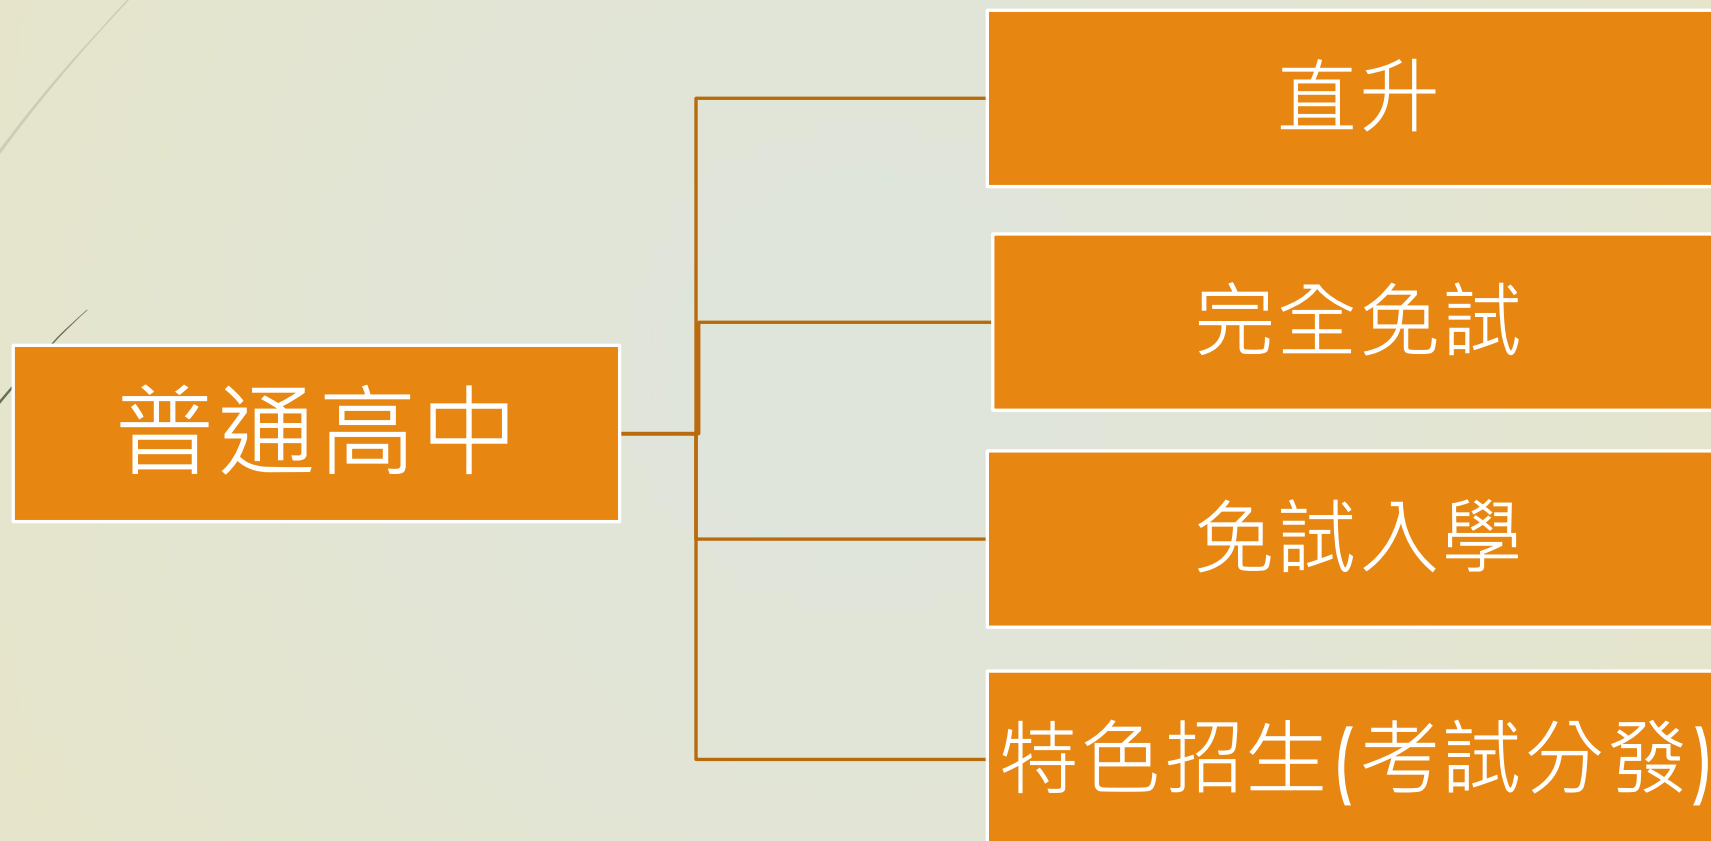 普通高中
直升
完全免試
免試入學
特色招生(考試分發)